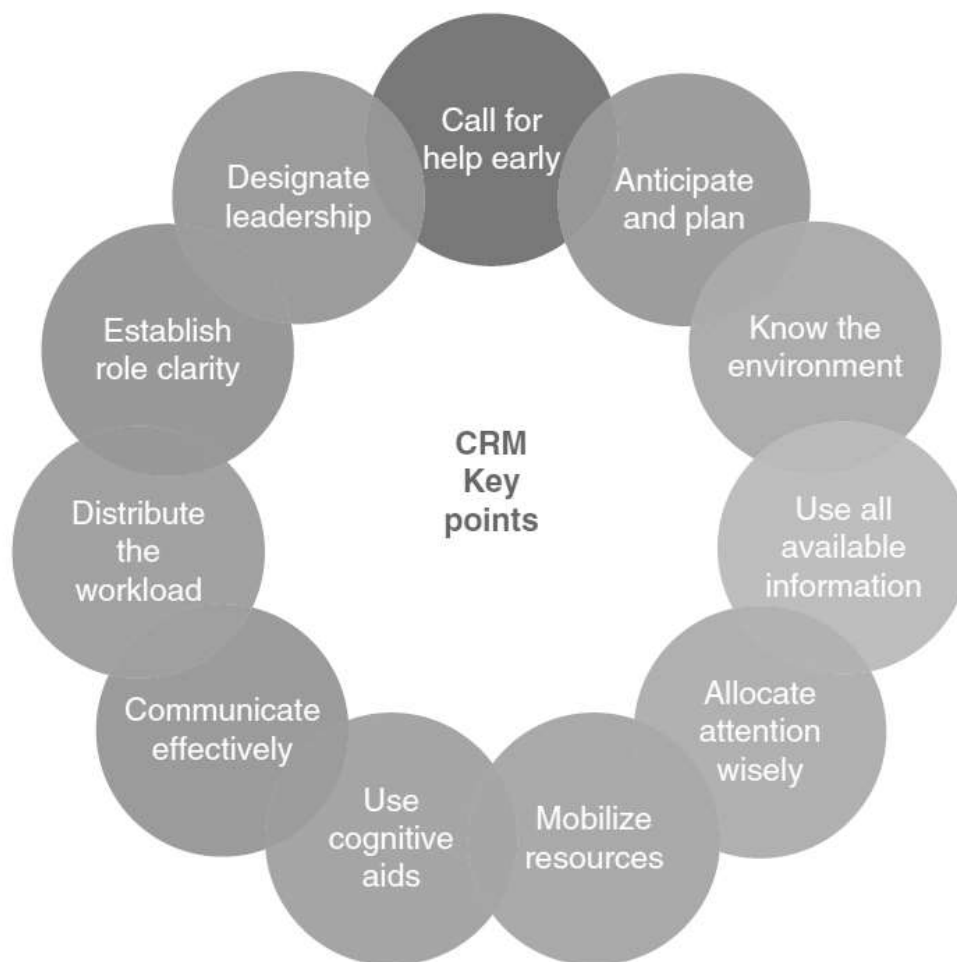 Call for
help early
Anticipate
and plan
Know the
environment
Use all
available
information
Allocate
attention
wisely
Mobilize
resources
Use
cognitive
aids
Communicate
effectively
Distribute
the
workload
Establish
role clarity
Designate
leadership
CRM
Key
points